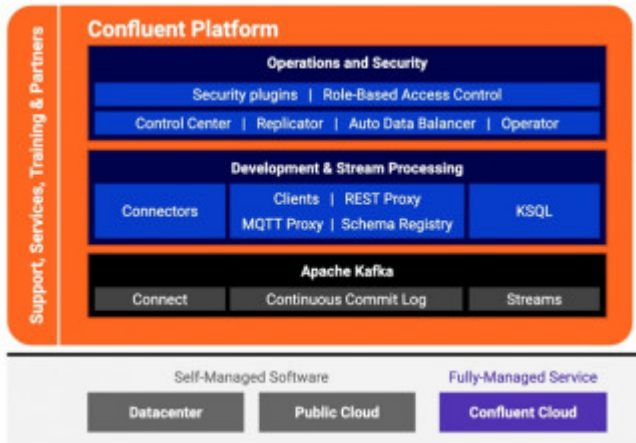 Support, Services, Training & Partners
Confluent Platform
Operations and Security
Security plugins | Role-Based Access Control
Control Center | Replicator | Auto Data Balancer | Operator
Development & Stream Processing
Connectors
Clients | REST Proxy
MQTT Proxy | Schema Registry
KSQL
Apache Kafka
Connect
Continuous Commit Log
Streams
Self-Managed Software
Fully-Managed Service
Datacenter
Public Cloud
Confluent Cloud